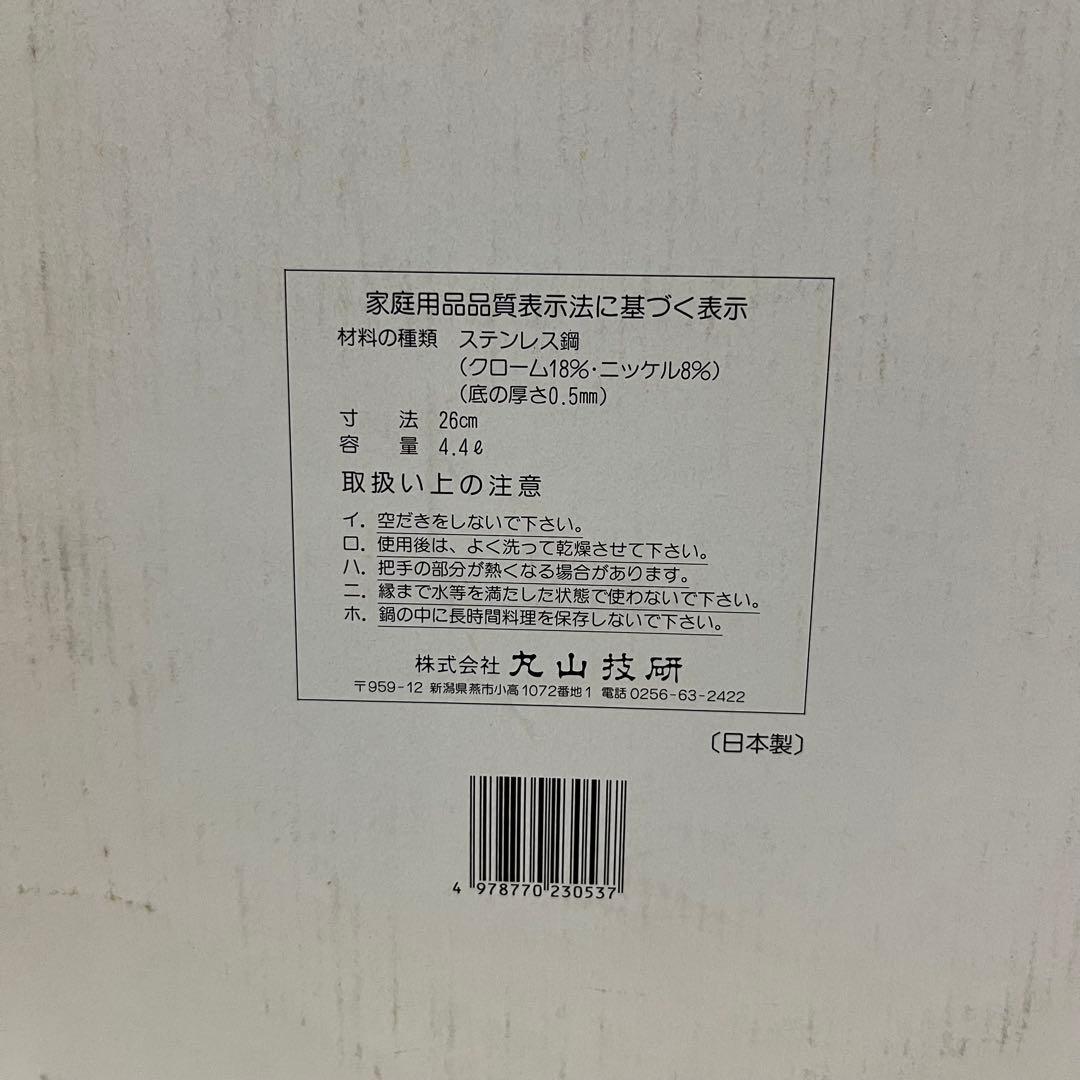 家庭用品品質表示法に基づく表示
材料の種類 ステンレス鋼
(クローム18%・ニッケル8%)
(底の厚さ0.5mm)
寸 法 26cm
容 量 4.4ℓ
取扱い上の注意
イ. 空だきをしないで下さい。
ロ. 使用後は、よく洗って乾燥させて下さい。
ハ. 把手の部分が熱くなる場合があります。
ニ. 縁まで水等を満たした状態で使わないで下さい。
ホ. 鍋の中に長時間料理を保存しないで下さい。
株式会社 丸山技研
〒959-12 新潟県燕市小高1072番地1 電話 0256-63-2422
〔日本製〕
4 978770 230537